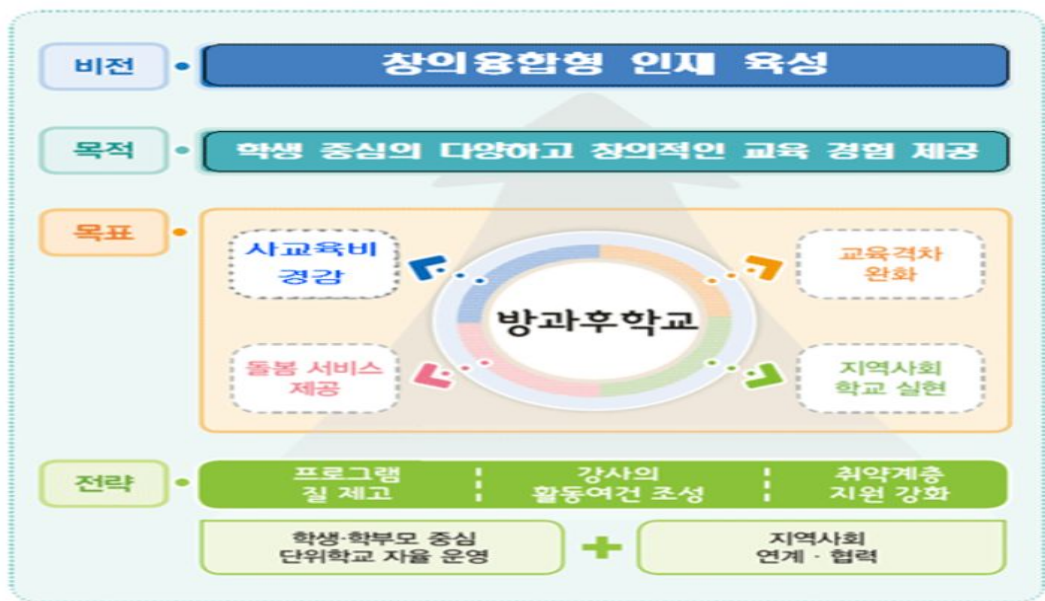 비전
창의융합형 인재 육성
목적
학생 중심의 다양하고 창의적인 교육 경험 제공
목표
사교육비
경감
교육격차
완화
방과후학교
돌봄 서비스
제공
지역사회
학교 실현
전략
프로그램
질 제고
강사의
활동여건 조성
취약계층
지원 강화
학생·학부모 중심
단위학교 자율 운영
+
지역사회
연계·협력